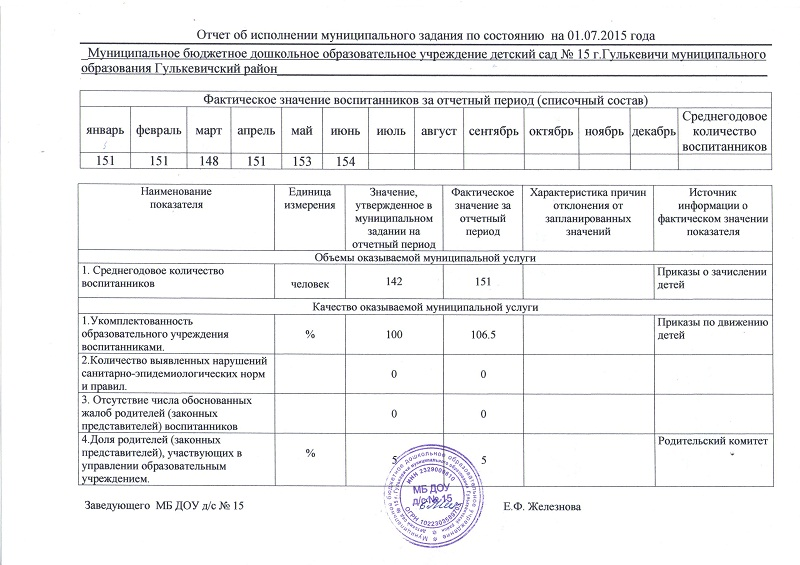 Отчет об исполнении муниципального задания по состоянию на 01.07.2015 года
Муниципальное бюджетное дошкольное образовательное учреждение детский сад № 15 г.Гулькевичи муниципального
образования Гулькевичский район
Фактическое значение воспитанников за отчетный период (списочный состав)
январь февраль март апрель май июнь июль август сентябрь октябрь ноябрь декабрь Среднегодовое
количество
воспитанников
151 151 148 151 153 154
Наименование
показателя
Единица
измерения
Значение,
утвержденное в
муниципальном
задании на
отчетный период
Фактическое
значение за
отчетный
период
Характеристика причин
отклонения от
запланированных
значений
Источник
информации о
фактическом значении
показателя
Объемы оказываемой муниципальной услуги
1. Среднегодовое количество
воспитанников
человек
142
151
Приказы о зачислении
детей
Качество оказываемой муниципальной услуги
1.Укомплектованность
образовательного учреждения
воспитанниками.
%
100
106.5
Приказы по движению
детей
2.Количество выявленных нарушений
санитарно-эпидемиологических норм
и правил.
0
0
3. Отсутствие числа обоснованных
жалоб родителей (законных
представителей) воспитанников
0
0
4.Доля родителей (законных
представителей), участвующих в
управлении образовательным
учреждением.
%
5
5
Родительский комитет
МБ ДОУ
д/с № 15
Заведующего МБ ДОУ д/с № 15
Е.Ф. Железнова